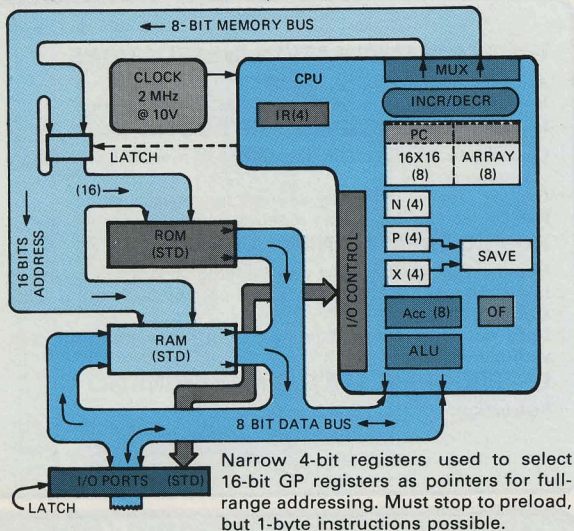 ← 8-BIT MEMORY BUS
CLOCK
2 MHz
@ 10V
CPU
MUX
INCR/DECR
IR(4)
PC
16X16
(8)
ARRAY
(8)
LATCH
(16)→
16 BITS
ADDRESS
ROM
(STD)
N (4)
P (4)
X (4)
SAVE
I/O CONTROL
RAM
(STD)
Acc (8)
OF
ALU
8 BIT DATA BUS ↔
I/O PORTS (STD)
LATCH
Narrow 4-bit registers used to select
16-bit GP registers as pointers for full-
range addressing. Must stop to preload,
but 1-byte instructions possible.